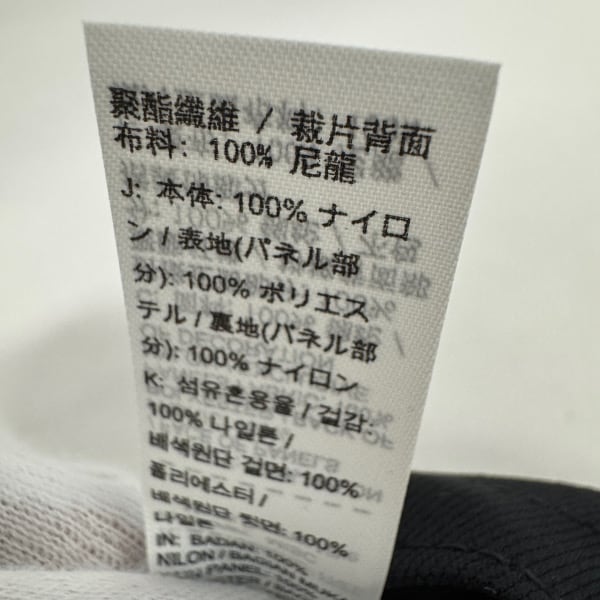 聚酯纖維 / 裁片背面
布料: 100% 尼龍
J: 本体: 100% ナイロ
ン / 表地(パネル部
分): 100% ポリエス
テル / 裏地(パネル部
分): 100% ナイロン
K: 섬유혼용율 / 겉감:
100% 나일론 /
배색원단 겉면: 100%
폴리에스터 /
배색원단 뒷면: 100%
나일론
IN: BADAN: 100%
NILON / BAGIAN MUKA